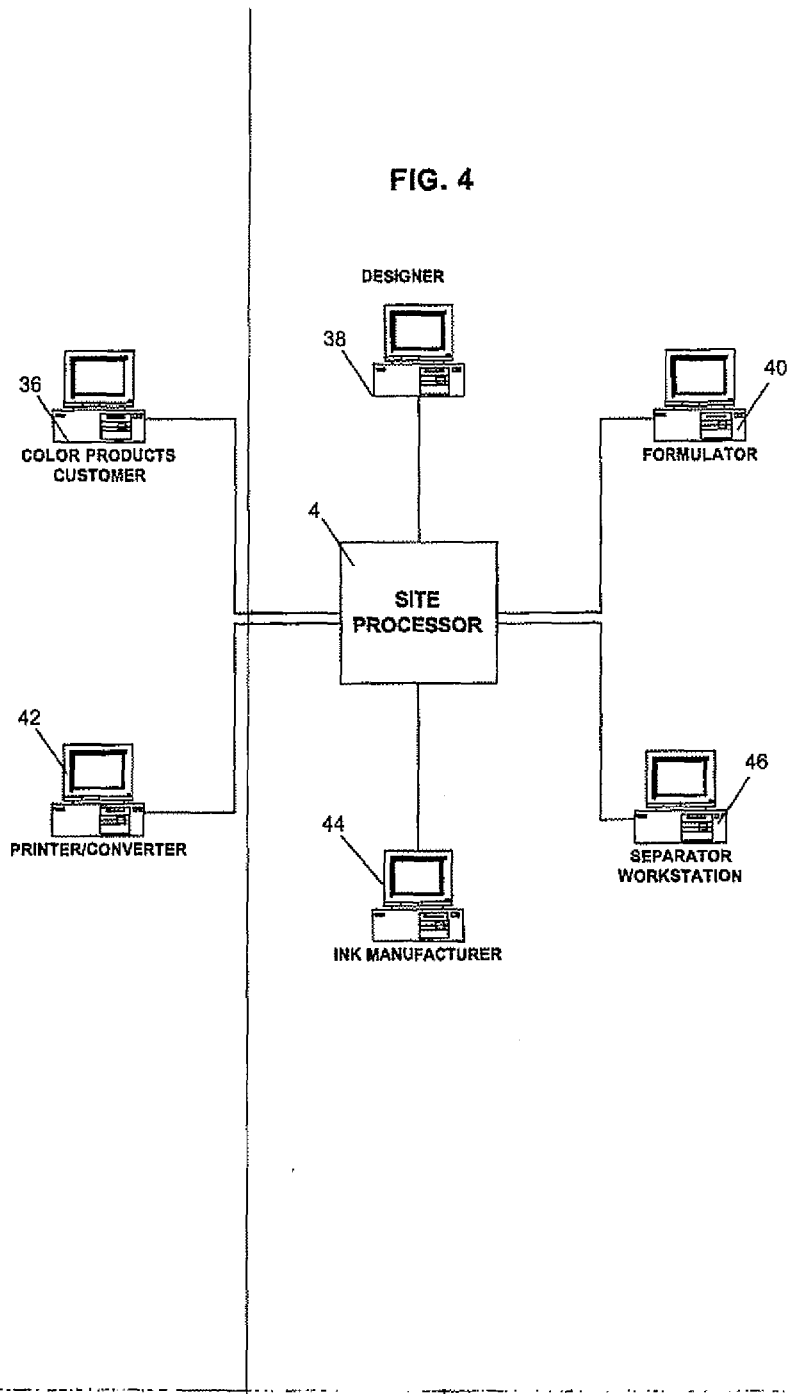 FIG. 4
DESIGNER
38
36
COLOR PRODUCTS
CUSTOMER
40
FORMULATOR
4
SITE
PROCESSOR
42
PRINTER/CONVERTER
44
INK MANUFACTURER
46
SEPARATOR
WORKSTATION